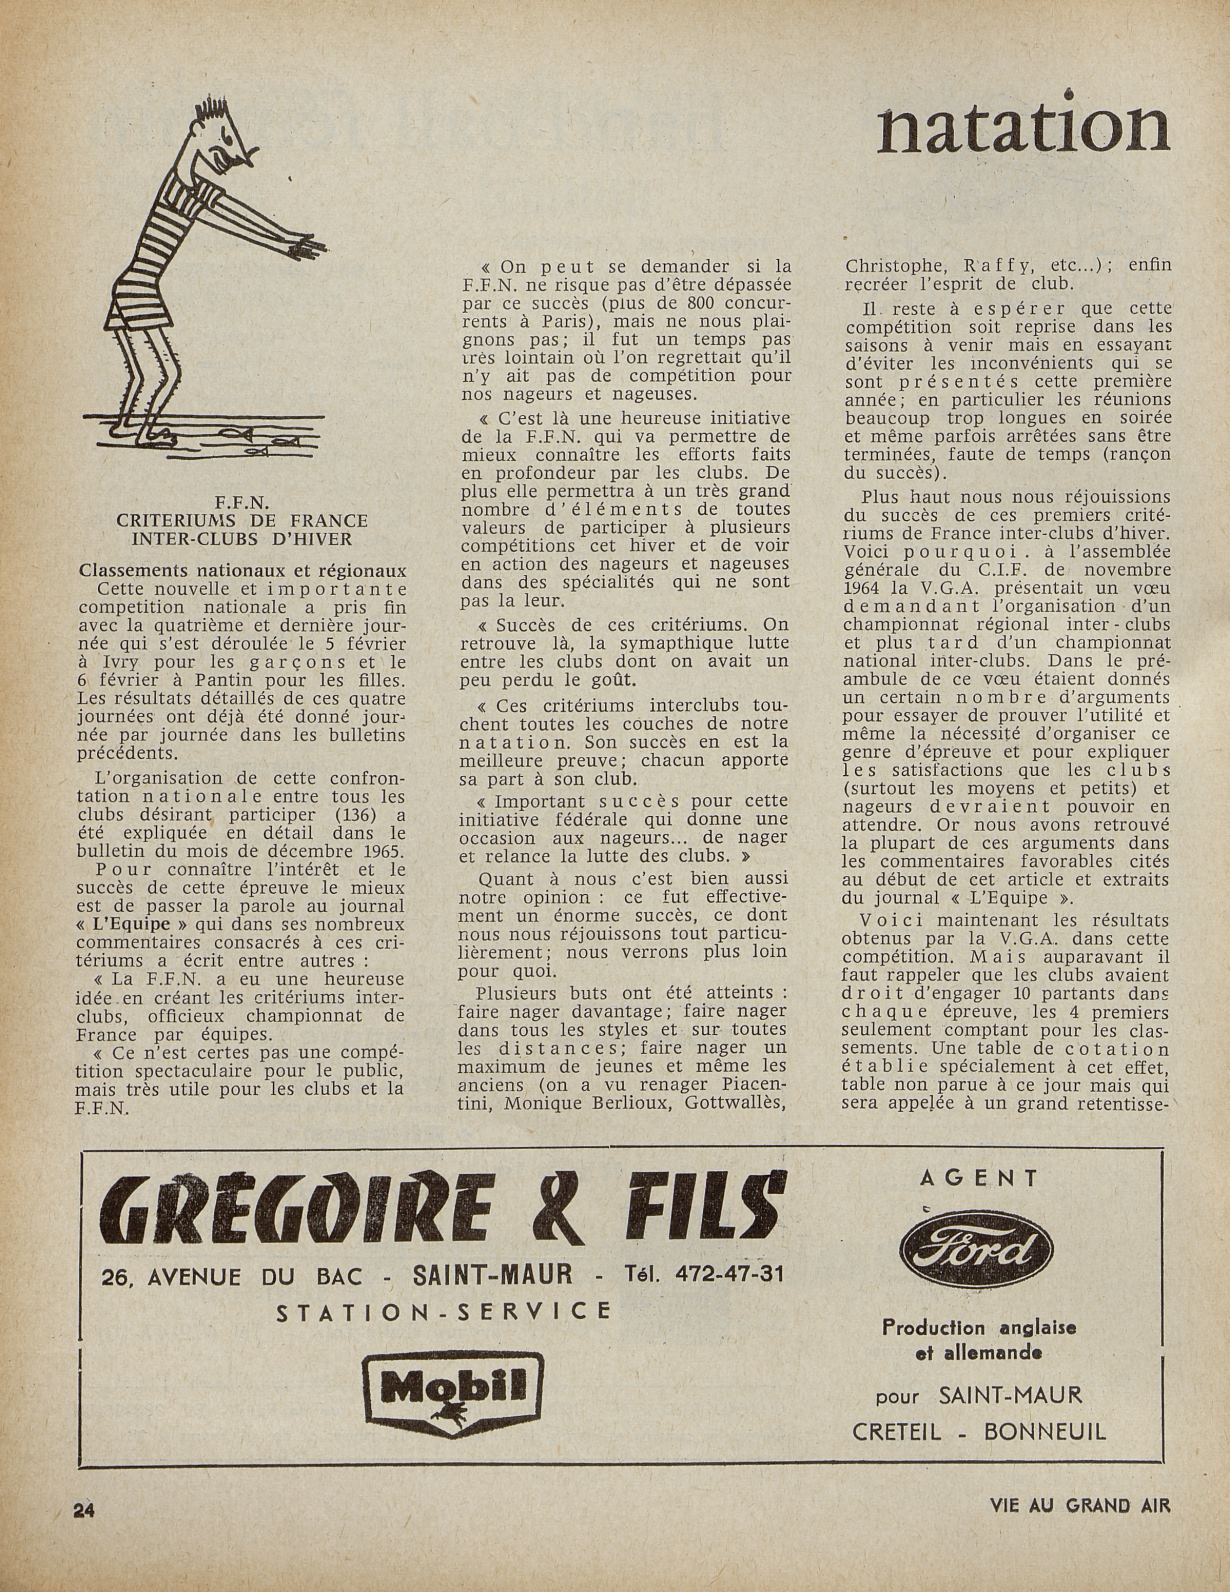 natation
F.F.N.
CRITERIUMS DE FRANCE
INTER-CLUBS D'HIVER
Classements nationaux et régionaux
Cette nouvelle et importante
competition nationale a pris fin
avec la quatrième et dernière jour-
née qui s'est déroulée le 5 février
à Ivry pour les garçons et le
6 février à Pantin pour les filles.
Les résultats détaillés de ces quatre
journées ont déjà été donné jour-
née par journée dans les bulletins
précédents.
L'organisation de cette confron-
tation nationale entre tous les
clubs désirant participer (136) a
été expliquée en détail dans le
bulletin du mois de décembre 1965.
Pour connaître l'intérêt et le
succès de cette épreuve le mieux
est de passer la parole au journal
« L'Equipe » qui dans ses nombreux
commentaires consacrés à ces cri-
tériums a écrit entre autres :
« La F.F.N. a eu une heureuse
idée en créant les critériums inter-
clubs, officieux championnat de
France par équipes.
« Ce n'est certes pas une compé-
tition spectaculaire pour le public,
mais très utile pour les clubs et la
F.F.N.
« On peut se demander si la
F.F.N. ne risque pas d'être dépassée
par ce succès (plus de 800 concur-
rents à Paris), mais ne nous plai-
gnons pas; il fut un temps pas
très lointain où l'on regrettait qu'il
n'y ait pas de compétition pour
nos nageurs et nageuses.
« C'est là une heureuse initiative
de la F.F.N. qui va permettre de
mieux connaître les efforts faits
en profondeur par les clubs. De
plus elle permettra à un très grand
nombre d'éléments de toutes
valeurs de participer à plusieurs
compétitions cet hiver et de voir
en action des nageurs et nageuses
dans des spécialités qui ne sont
pas la leur.
« Succès de ces critériums. On
retrouve là, la symapthique lutte
entre les clubs dont on avait un
peu perdu le goût.
« Ces critériums interclubs tou-
chent toutes les couches de notre
natation. Son succès en est la
meilleure preuve; chacun apporte
sa part à son club.
« Important succès pour cette
initiative fédérale qui donne une
occasion aux nageurs... de nager
et relance la lutte des clubs. »
Quant à nous c'est bien aussi
notre opinion : ce fut effective-
ment un énorme succès, ce dont
nous nous réjouissons tout particu-
lièrement; nous verrons plus loin
pour quoi.
Plusieurs buts ont été atteints :
faire nager davantage; faire nager
dans tous les styles et sur toutes
les distances; faire nager un
maximum de jeunes et même les
anciens (on a vu renager Piacen-
tini, Monique Berlioux, Gottwallès,
Christophe, Raffy, etc...); enfin
recréer l'esprit de club.
Il reste à espérer que cette
compétition soit reprise dans les
saisons à venir mais en essayant
d'éviter les inconvénients qui se
sont présentés cette première
année; en particulier les réunions
beaucoup trop longues en soirée
et même parfois arrêtées sans être
terminées, faute de temps (rançon
du succès).
Plus haut nous nous réjouissions
du succès de ces premiers crité-
riums de France inter-clubs d'hiver.
Voici pourquoi. à l'assemblée
générale du C.I.F. de novembre
1964 la V.G.A. présentait un vœu
demandant l'organisation d'un
championnat régional inter-clubs
et plus tard d'un championnat
national inter-clubs. Dans le pré-
ambule de ce vœu étaient donnés
un certain nombre d'arguments
pour essayer de prouver l'utilité et
même la nécessité d'organiser ce
genre d'épreuve et pour expliquer
les satisfactions que les clubs
(surtout les moyens et petits) et
nageurs devraient pouvoir en
attendre. Or nous avons retrouvé
la plupart de ces arguments dans
les commentaires favorables cités
au début de cet article et extraits
du journal « L'Equipe ».
Voici maintenant les résultats
obtenus par la V.G.A. dans cette
compétition. Mais auparavant il
faut rappeler que les clubs avaient
droit d'engager 10 partants dans
chaque épreuve, les 4 premiers
seulement comptant pour les clas-
sements. Une table de cotation
établie spécialement à cet effet,
table non parue à ce jour mais qui
sera appelée à un grand retentisse-
GRÉGOIRE & FILS
26, AVENUE DU BAC - SAINT-MAUR - Tél. 472-47-31
STATION-SERVICE
Mobil
AGENT
Ford
Production anglaise
et allemande
pour SAINT-MAUR
CRETEIL - BONNEUIL
24
VIE AU GRAND AIR